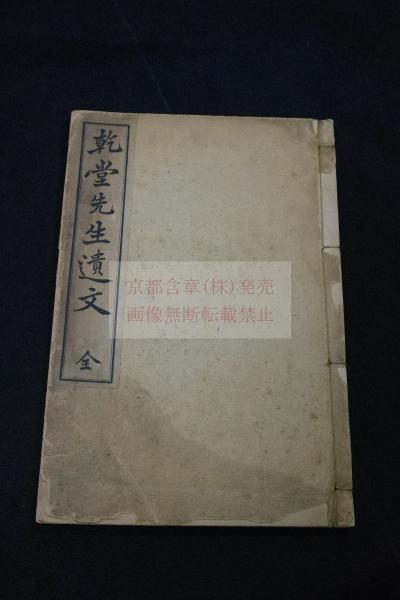 乾堂先生遺文
全
京都含章(株)発売
画像無断転載禁止